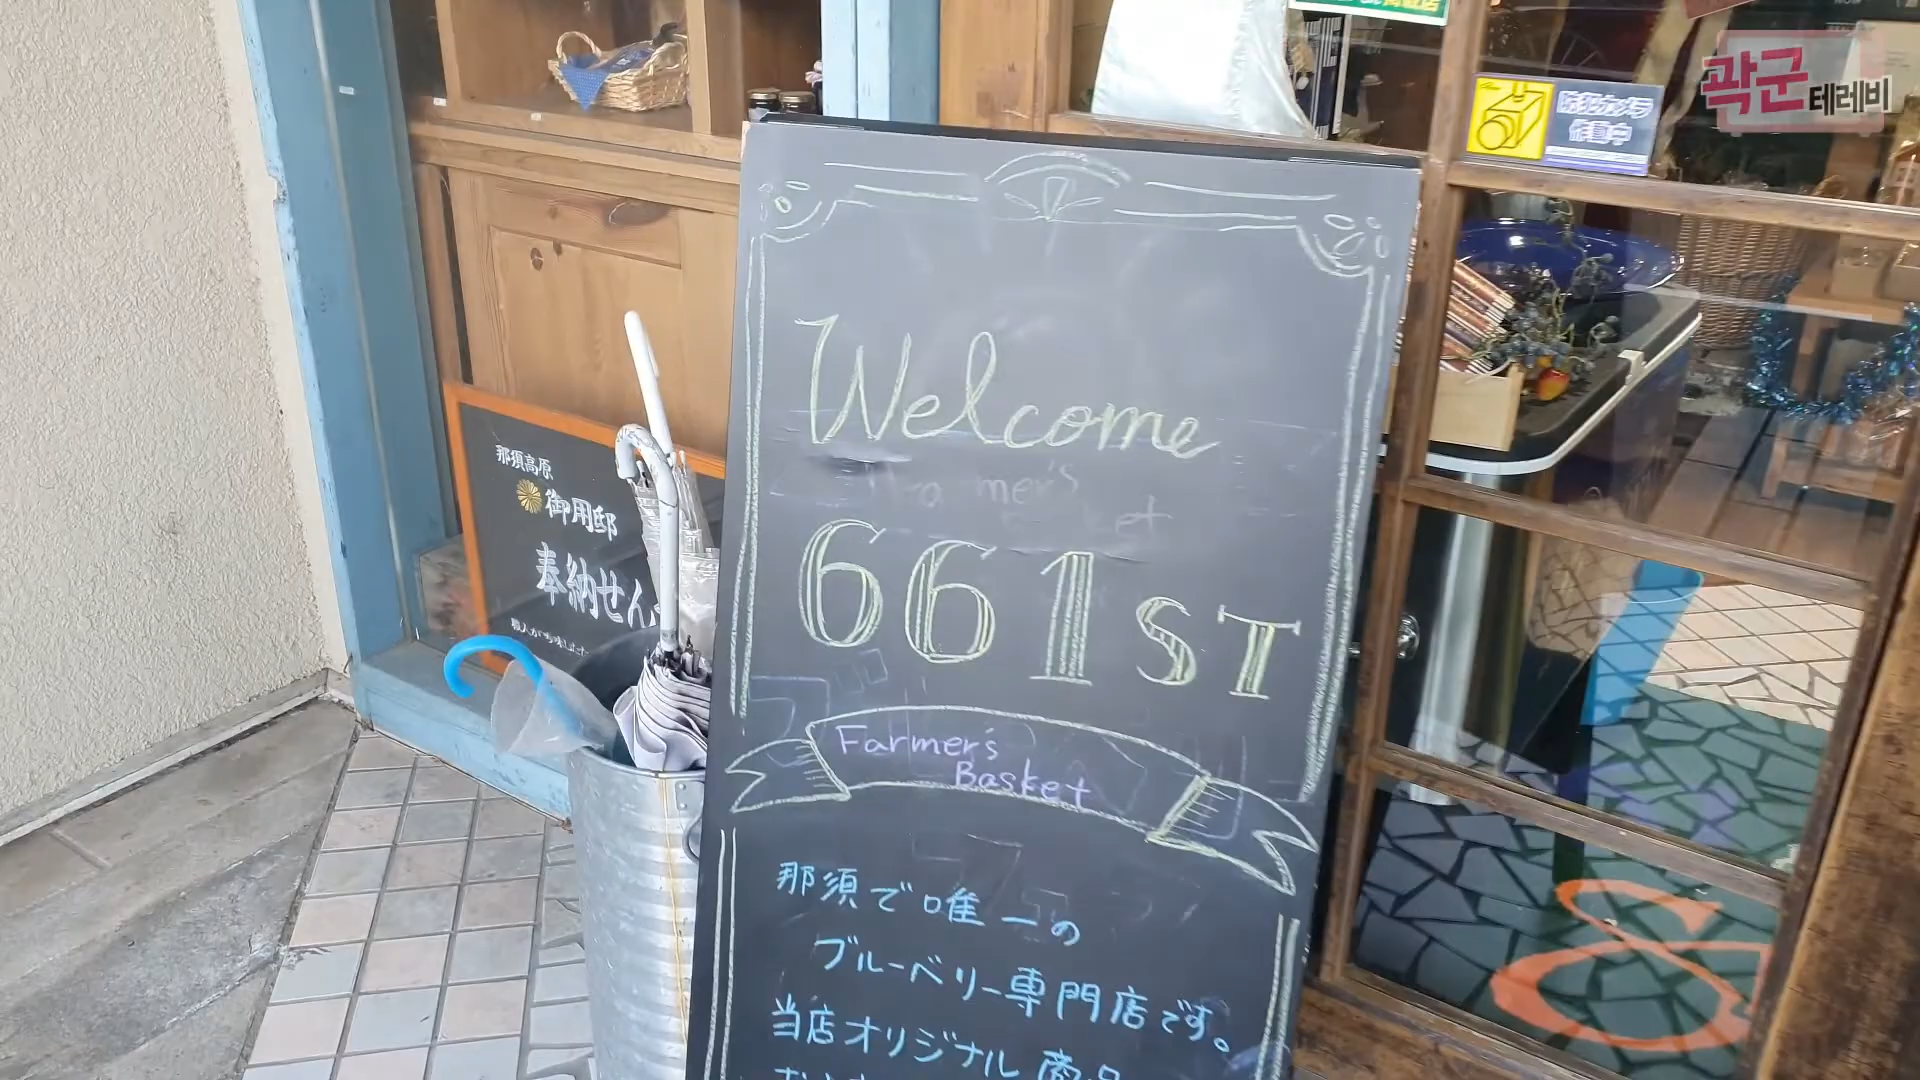 곽군
테레비
防犯カメラ
作動中
Welcome
661ST
Farmer's
Basket
那須で唯一の
ブルーベリー専門店です。
当店オリジナル商品
那須高原
御用邸
奉納せん